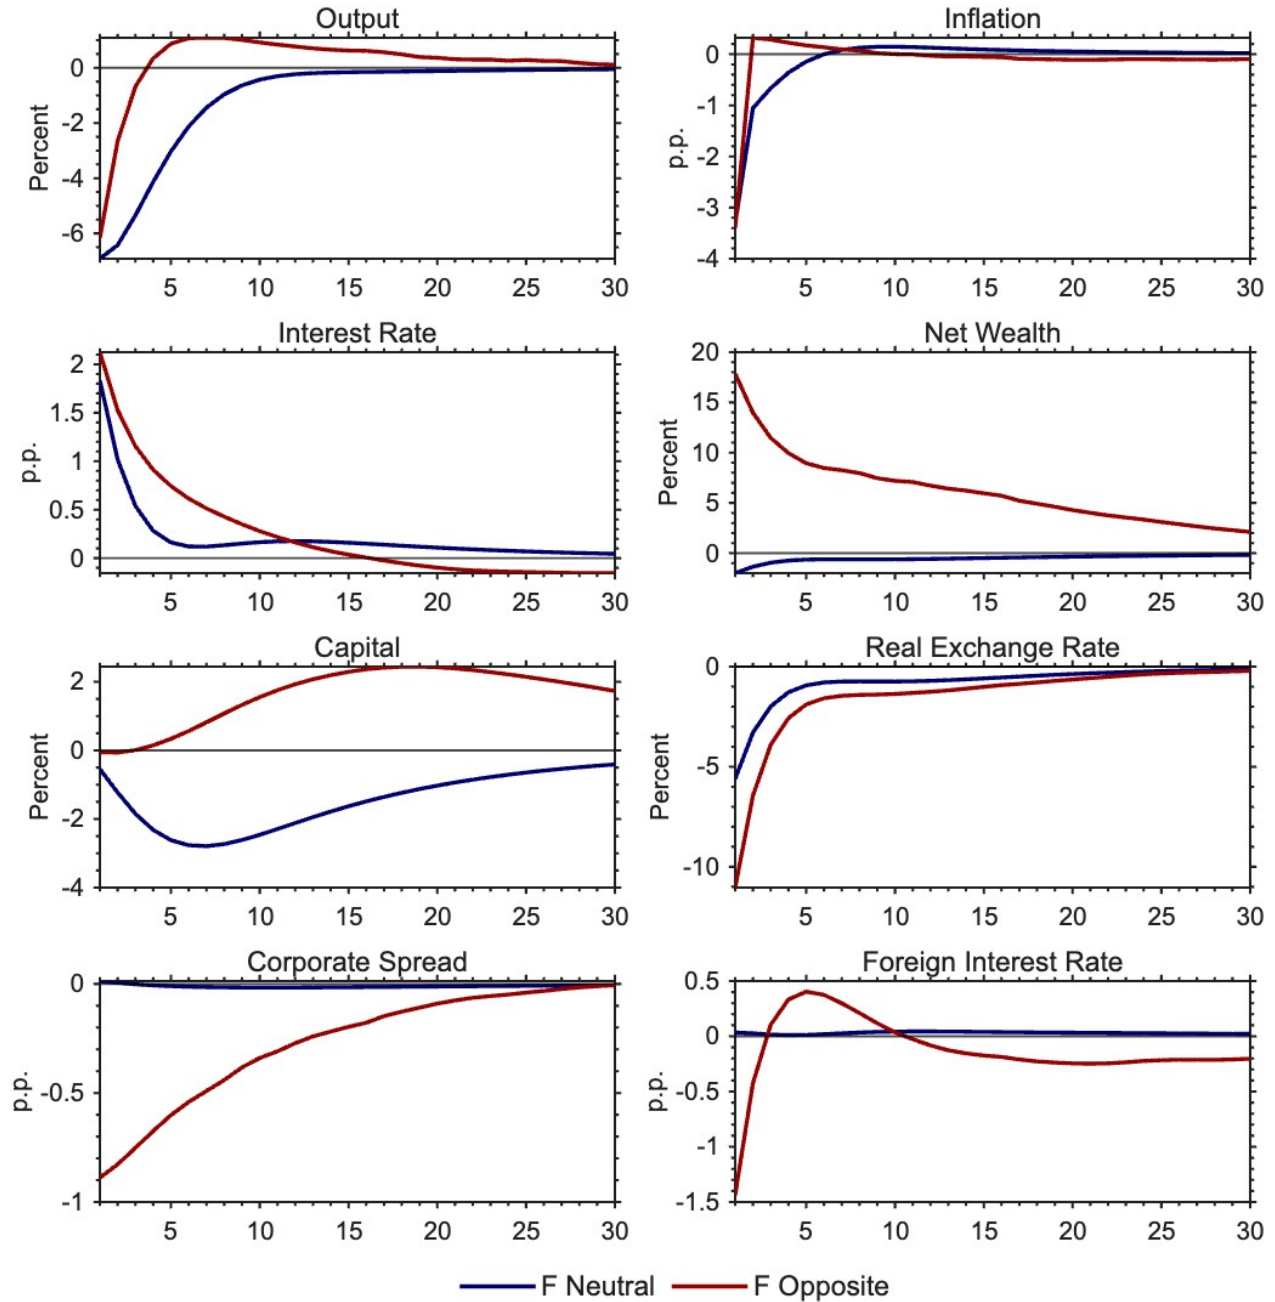 Output
Percent
0
-2
-4
-6
5 10 15 20 25 30
Inflation
p.p.
0
-1
-2
-3
-4
5 10 15 20 25 30
Interest Rate
p.p.
2
1.5
1
0.5
0
5 10 15 20 25 30
Net Wealth
Percent
20
15
10
5
0
5 10 15 20 25 30
Capital
Percent
2
0
-2
-4
5 10 15 20 25 30
Real Exchange Rate
Percent
0
-5
-10
5 10 15 20 25 30
Corporate Spread
p.p.
0
-0.5
-1
5 10 15 20 25 30
Foreign Interest Rate
p.p.
0.5
0
-0.5
-1
-1.5
5 10 15 20 25 30
F Neutral F Opposite